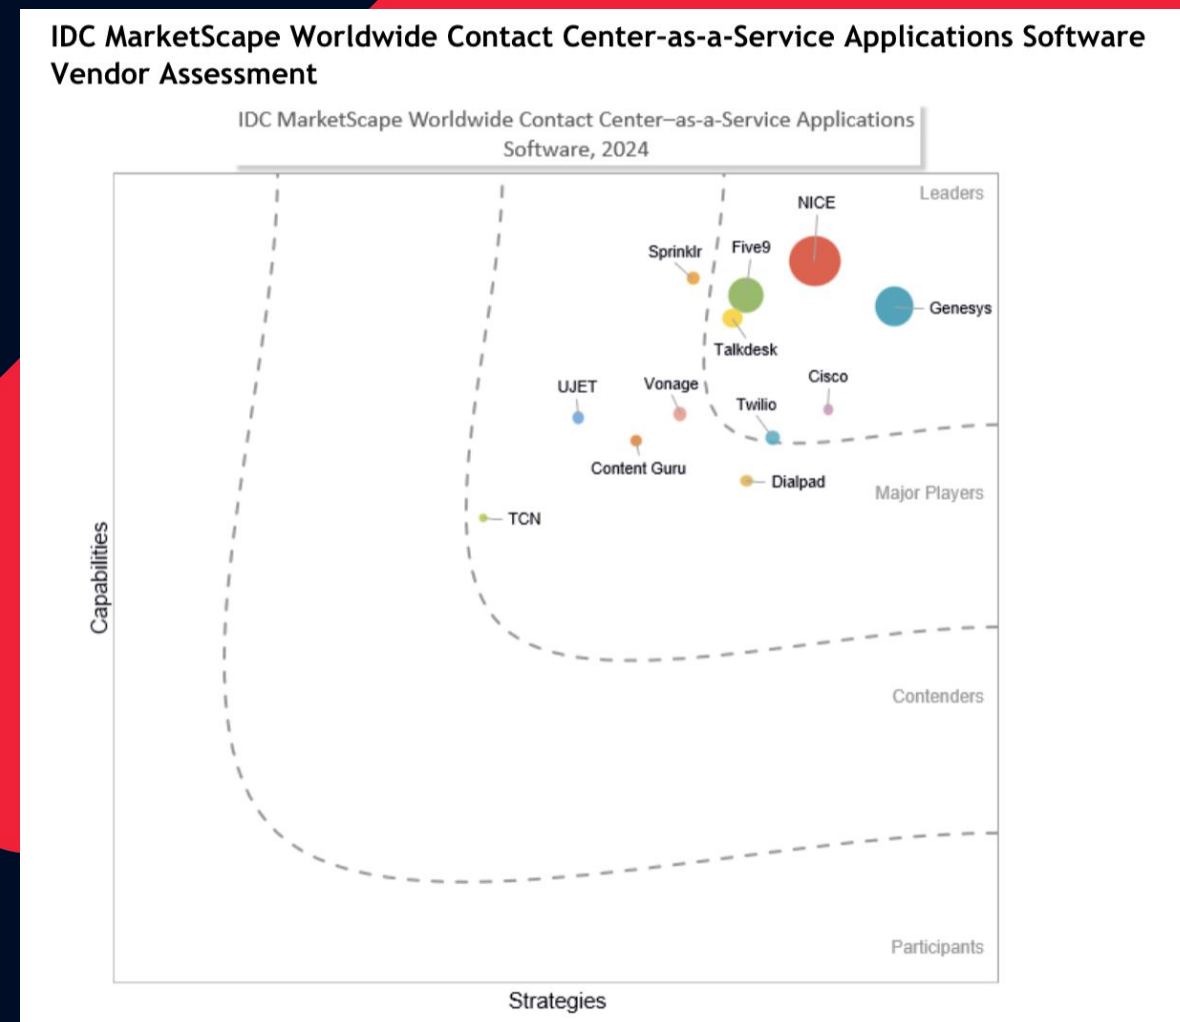 IDC MarketScape Worldwide Contact Center-as-a-Service Applications Software
Vendor Assessment
IDC MarketScape Worldwide Contact Center–as-a-Service Applications
Software, 2024
Leaders
NICE
Sprinklr
Five9
Genesys
Talkdesk
Cisco
UJET
Vonage
Twilio
Content Guru
Dialpad
Major Players
TCN
Capabilities
Contenders
Participants
Strategies